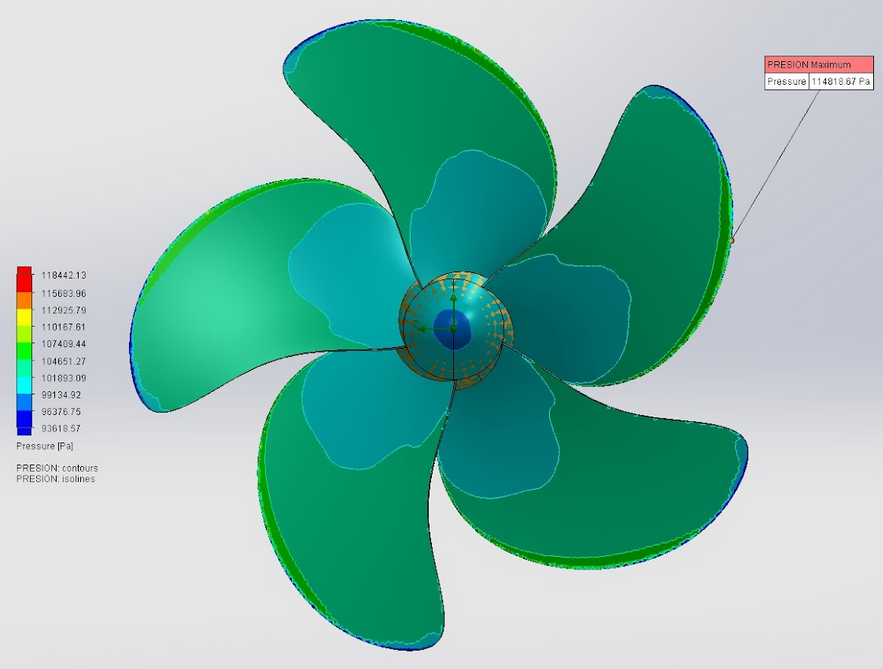 PRESION Maximum
Pressure 114818.67 Pa
118442.13
115683.96
112925.79
110167.61
107409.44
104651.27
101893.09
99134.92
96376.75
93618.57
Pressure [Pa]
PRESION: contours
PRESION: isolines